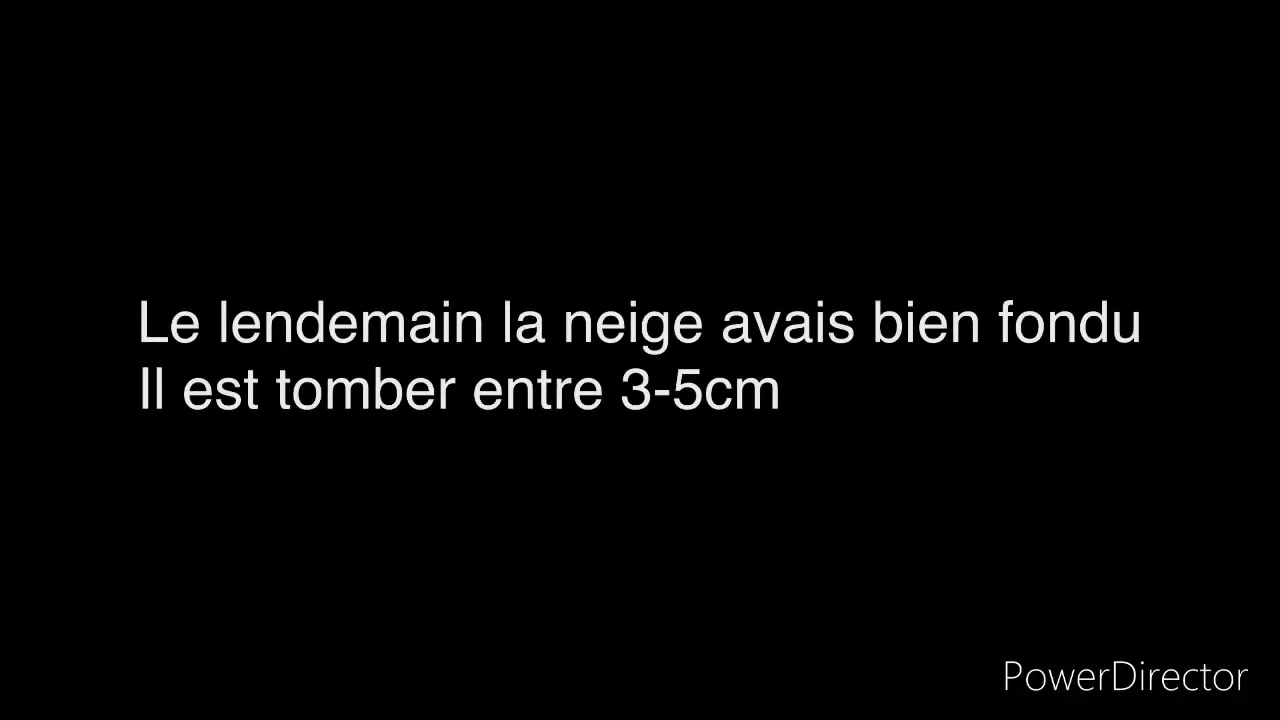 Le lendemain la neige avais bien fondu
Il est tomber entre 3-5cm
PowerDirector